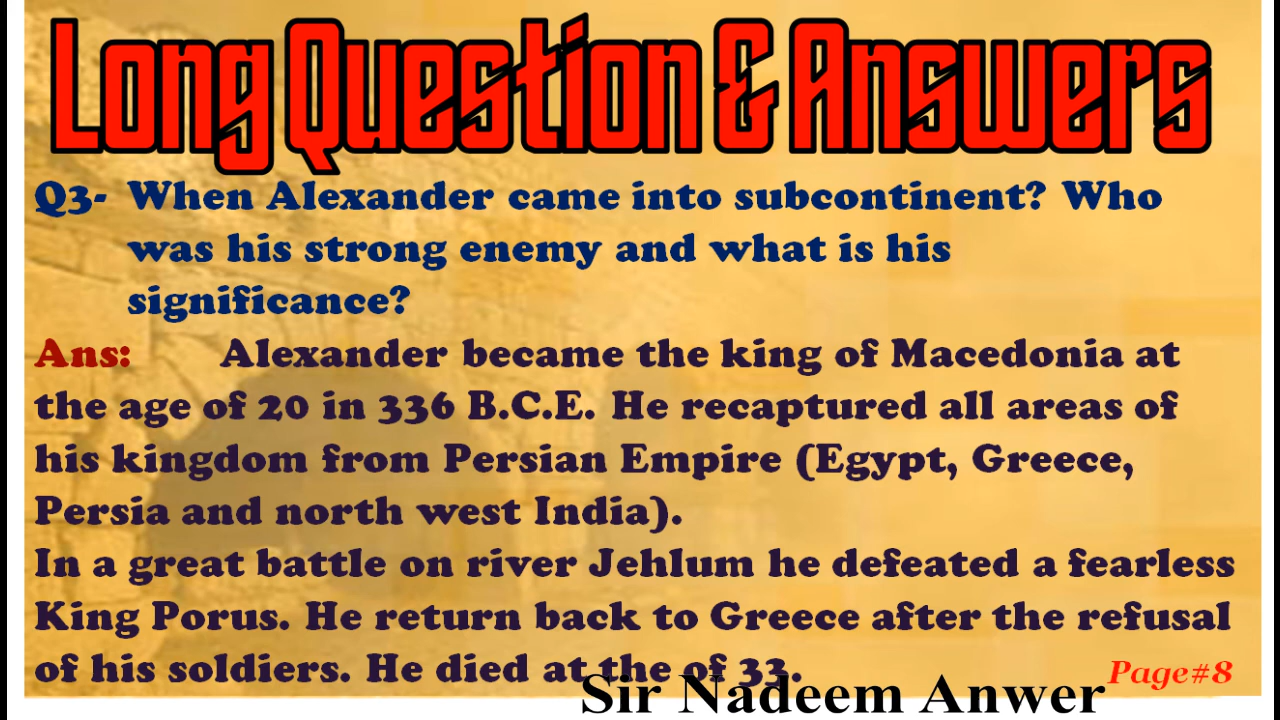 Long Question & Answers
Q3- When Alexander came into subcontinent? Who
was his strong enemy and what is his
significance?
Ans: Alexander became the king of Macedonia at
the age of 20 in 336 B.C.E. He recaptured all areas of
his kingdom from Persian Empire (Egypt, Greece,
Persia and north west India).
In a great battle on river Jehlum he defeated a fearless
King Porus. He return back to Greece after the refusal
of his soldiers. He died at the of 33.
Page#8
Sir Nadeem Anwer